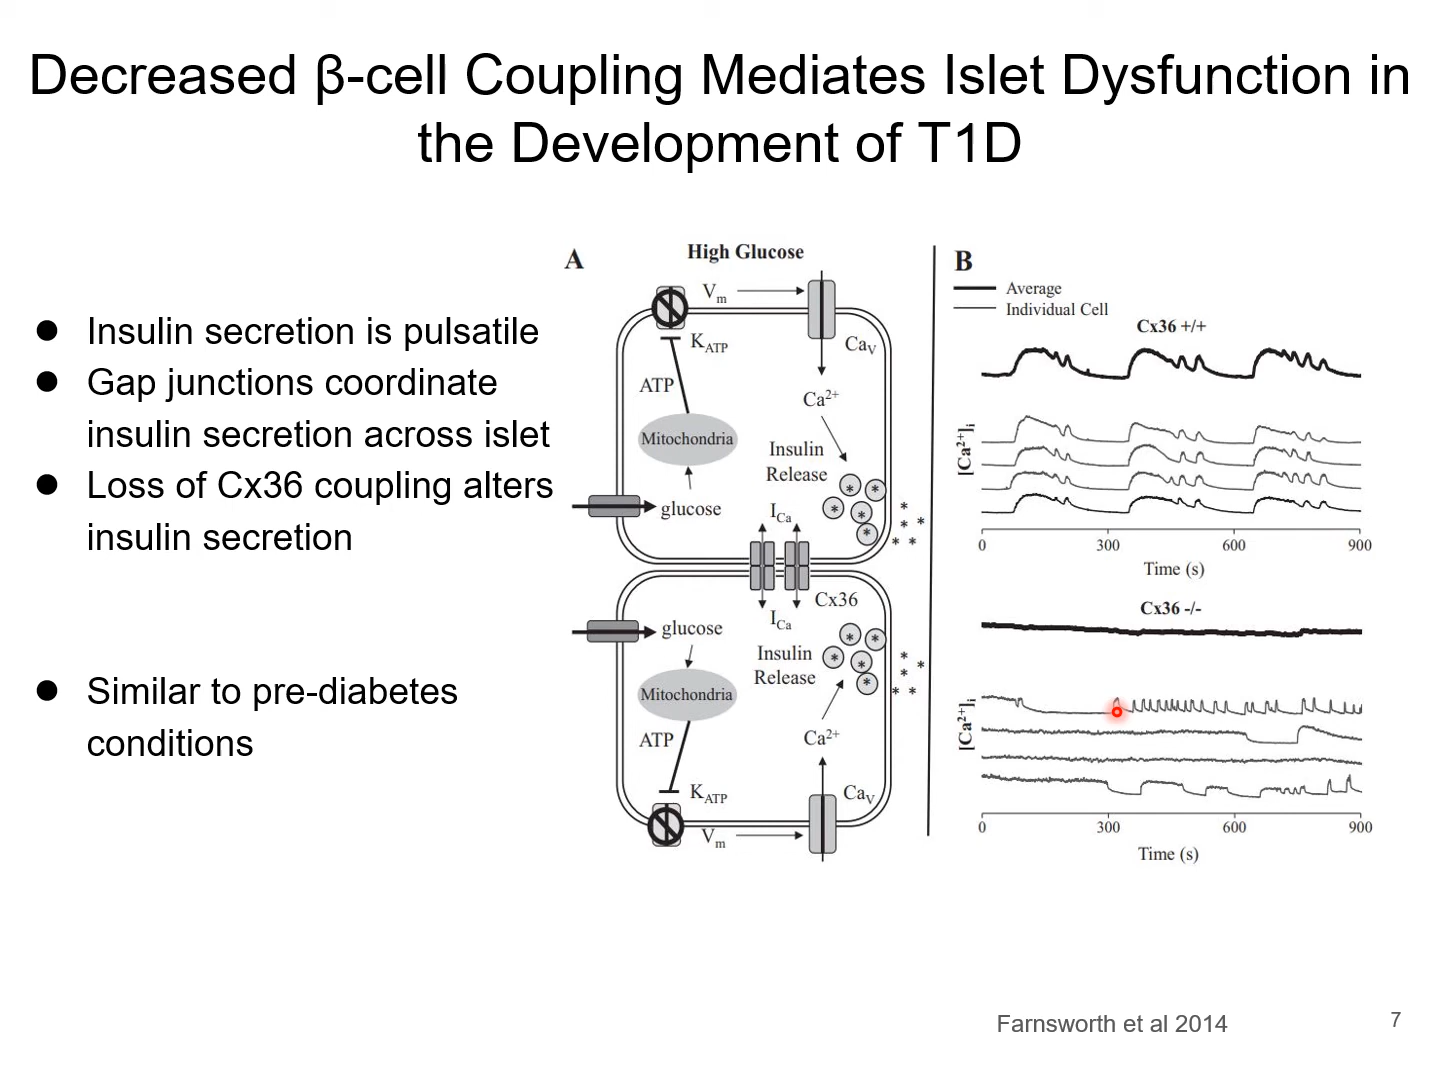 Decreased β-cell Coupling Mediates Islet Dysfunction in
the Development of T1D
● Insulin secretion is pulsatile
● Gap junctions coordinate
insulin secretion across islet
● Loss of Cx36 coupling alters
insulin secretion
● Similar to pre-diabetes
conditions
A
High Glucose
Vm
KATP
CaV
ATP
Ca2+
Mitochondria
Insulin
Release
glucose
ICa
* * * * *
* * * * *
Cx36
ICa
glucose
Insulin
Release
* * * * *
* * * * *
Mitochondria
ATP
Ca2+
KATP
CaV
Vm
B
Average
Individual Cell
Cx36 +/+
[Ca2+]i
0 300 600 900
Time (s)
Cx36 -/-
[Ca2+]i
0 300 600 900
Time (s)
Farnsworth et al 2014
7